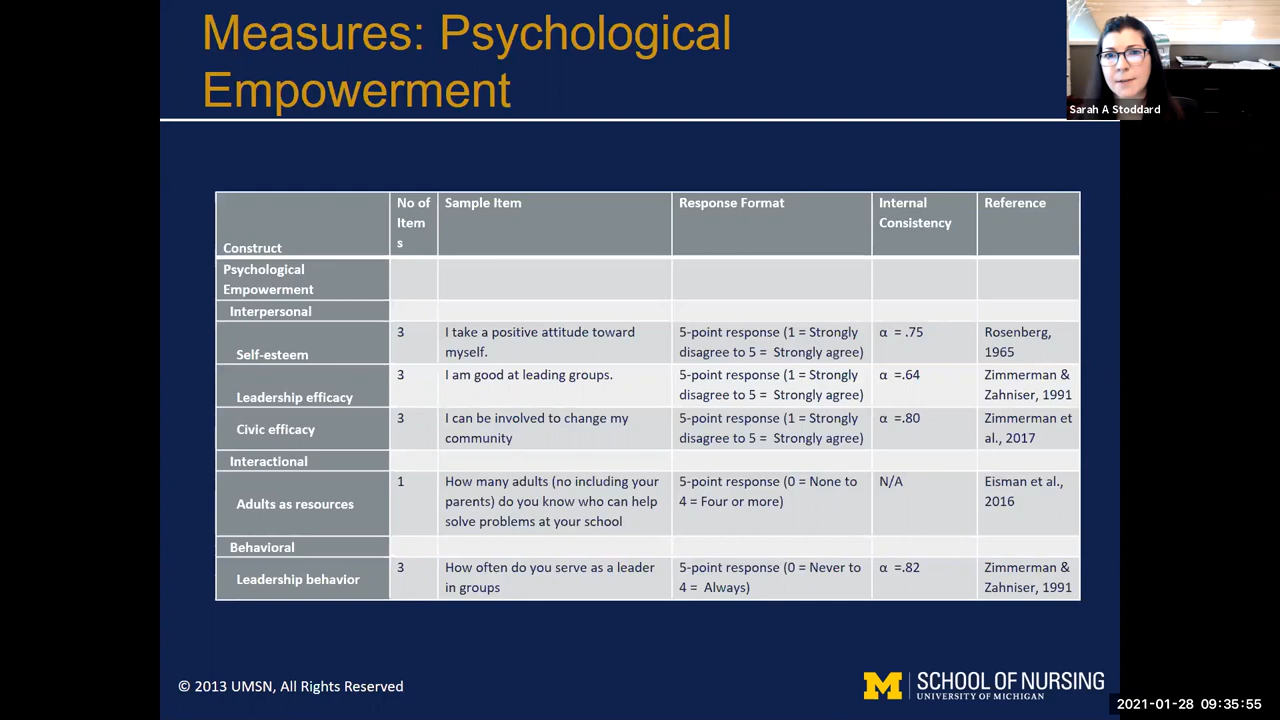 Measures: Psychological
Empowerment
Sarah A Stoddard
Construct
No of
Item
s
Sample Item
Response Format
Internal
Consistency
Reference
Psychological
Empowerment
Interpersonal
Self-esteem
3
I take a positive attitude toward
myself.
5-point response (1 = Strongly
disagree to 5 = Strongly agree)
α = .75
Rosenberg,
1965
Leadership efficacy
3
I am good at leading groups.
5-point response (1 = Strongly
disagree to 5 = Strongly agree)
α =.64
Zimmerman &
Zahniser, 1991
Civic efficacy
3
I can be involved to change my
community
5-point response (1 = Strongly
disagree to 5 = Strongly agree)
α =.80
Zimmerman et
al., 2017
Interactional
Adults as resources
1
How many adults (no including your
parents) do you know who can help
solve problems at your school
5-point response (0 = None to
4 = Four or more)
N/A
Eisman et al.,
2016
Behavioral
Leadership behavior
3
How often do you serve as a leader
in groups
5-point response (0 = Never to
4 = Always)
α =.82
Zimmerman &
Zahniser, 1991
© 2013 UMSN, All Rights Reserved
M
SCHOOL OF NURSING
UNIVERSITY OF MICHIGAN
2021-01-28 09:35:55